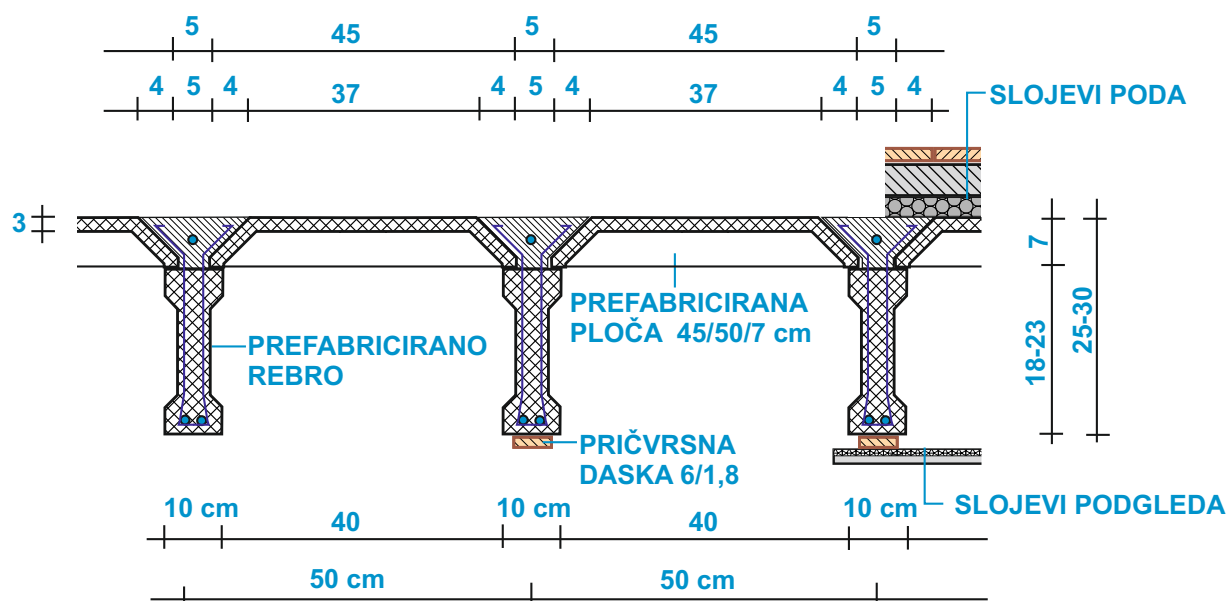 5 45 5 45 5
4 5 4 37 4 5 4 37 4 5 4
SLOJEVI PODA
3
7
18-23
25-30
PREFABRICIRANA
PLOČA 45/50/7 cm
PREFABRICIRANO
REBRO
PRIČVRSNA
DASKA 6/1,8
SLOJEVI PODGLEDA
10 cm 40 10 cm 40 10 cm
50 cm 50 cm